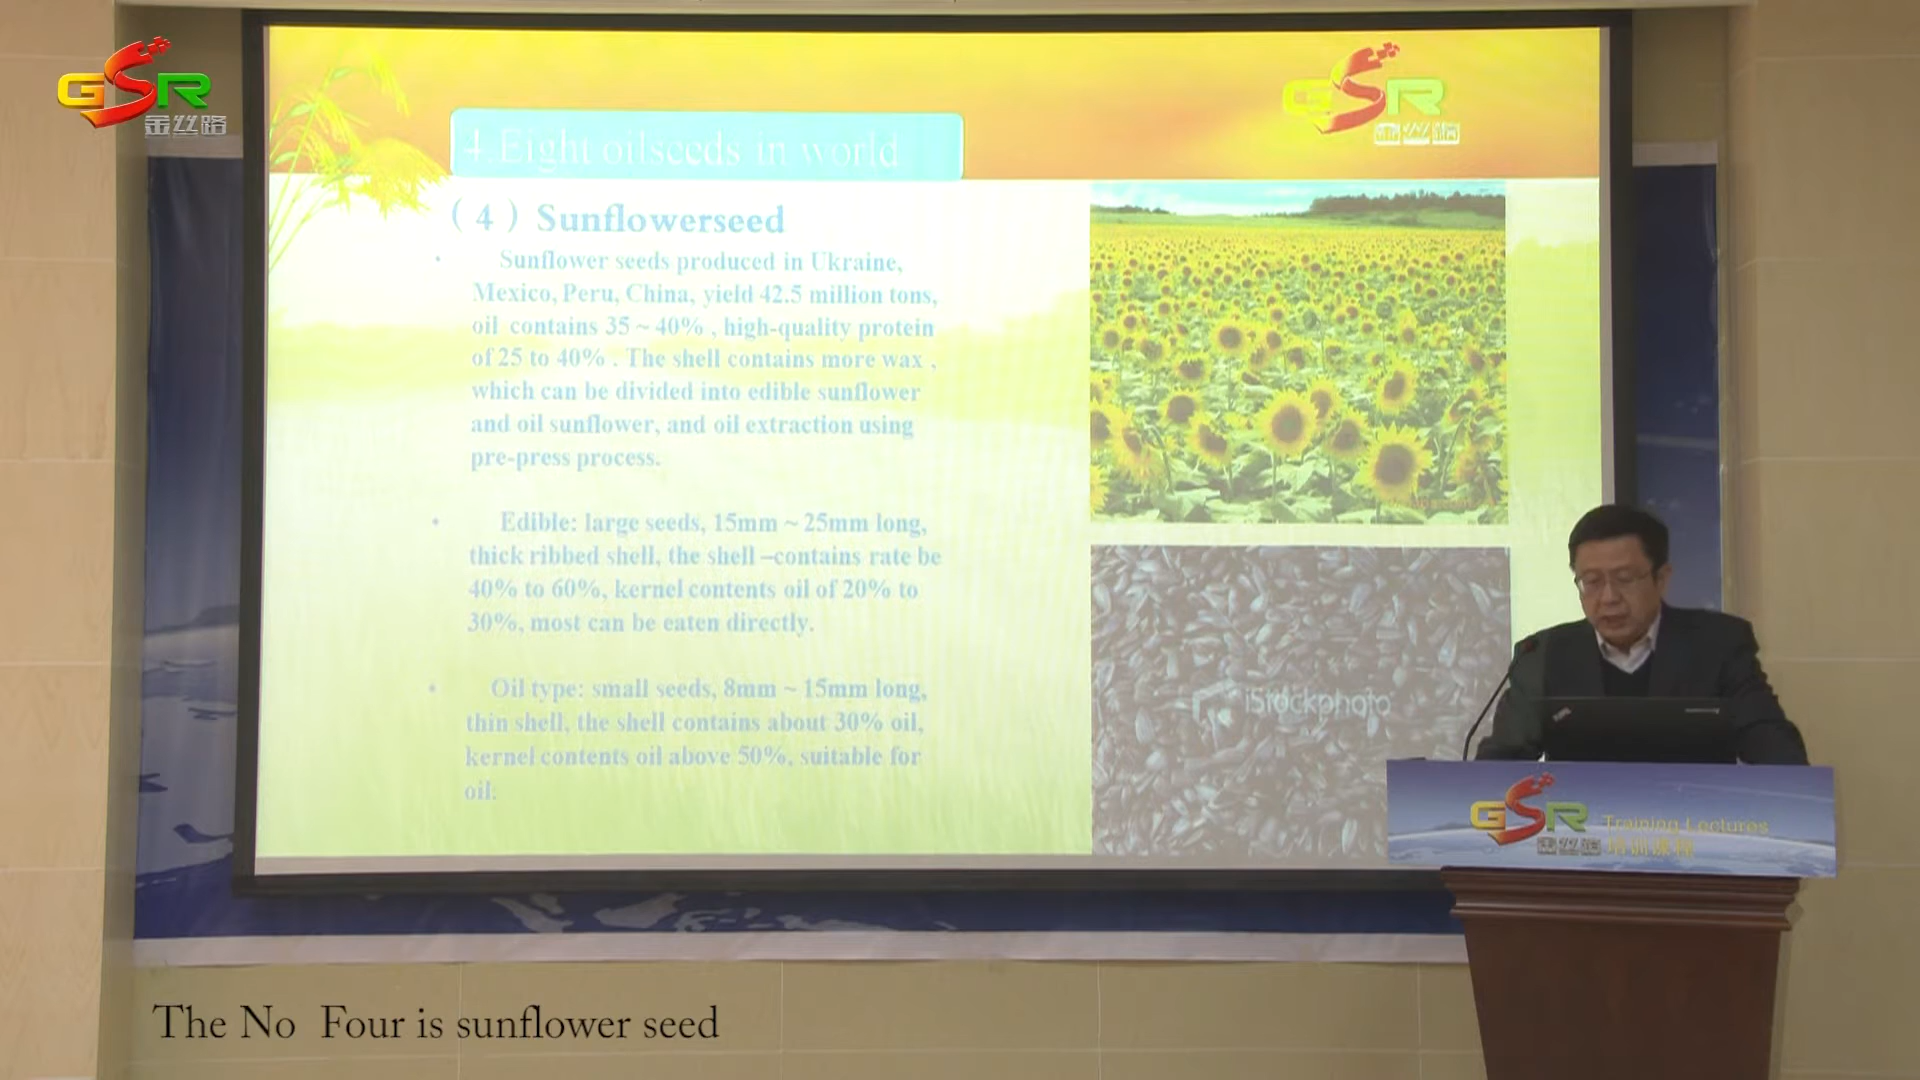 GSR
金丝路
GSR
金丝路
4 Eight oilseeds in world
（4）Sunflowerseed
• Sunflower seeds produced in Ukraine,
Mexico, Peru, China, yield 42.5 million tons,
oil contains 35 ~ 40% , high-quality protein
of 25 to 40% . The shell contains more wax ,
which can be divided into edible sunflower
and oil sunflower, and oil extraction using
pre-press process.
• Edible: large seeds, 15mm ~ 25mm long,
thick ribbed shell, the shell –contains rate be
40% to 60%, kernel contents oil of 20% to
30%, most can be eaten directly.
• Oil type: small seeds, 8mm ~ 15mm long,
thin shell, the shell contains about 30% oil,
kernel contents oil above 50%, suitable for
oil.
iStockphoto
GSR
金丝路
Training Lectures
培训课程
The No Four is sunflower seed